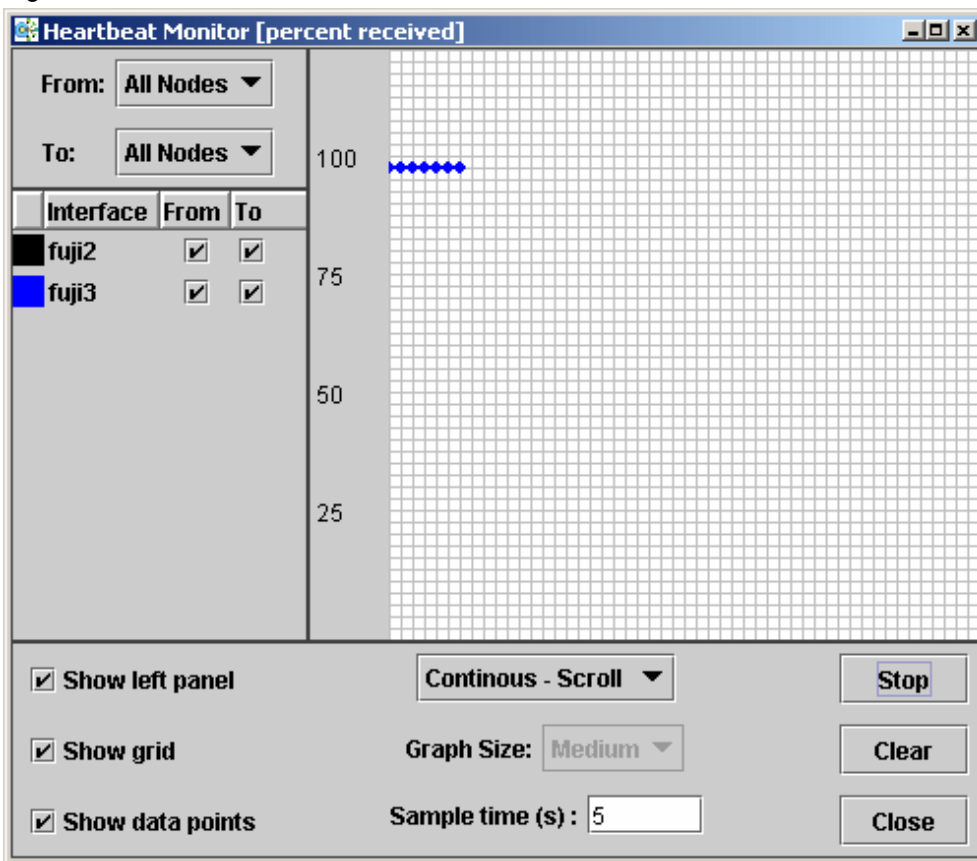 Heartbeat Monitor [percent received]
From: All Nodes
To: All Nodes
Interface From To
fuji2
fuji3
100
75
50
25
Show left panel
Continous - Scroll
Stop
Show grid
Graph Size: Medium
Clear
Show data points
Sample time (s) : 5
Close